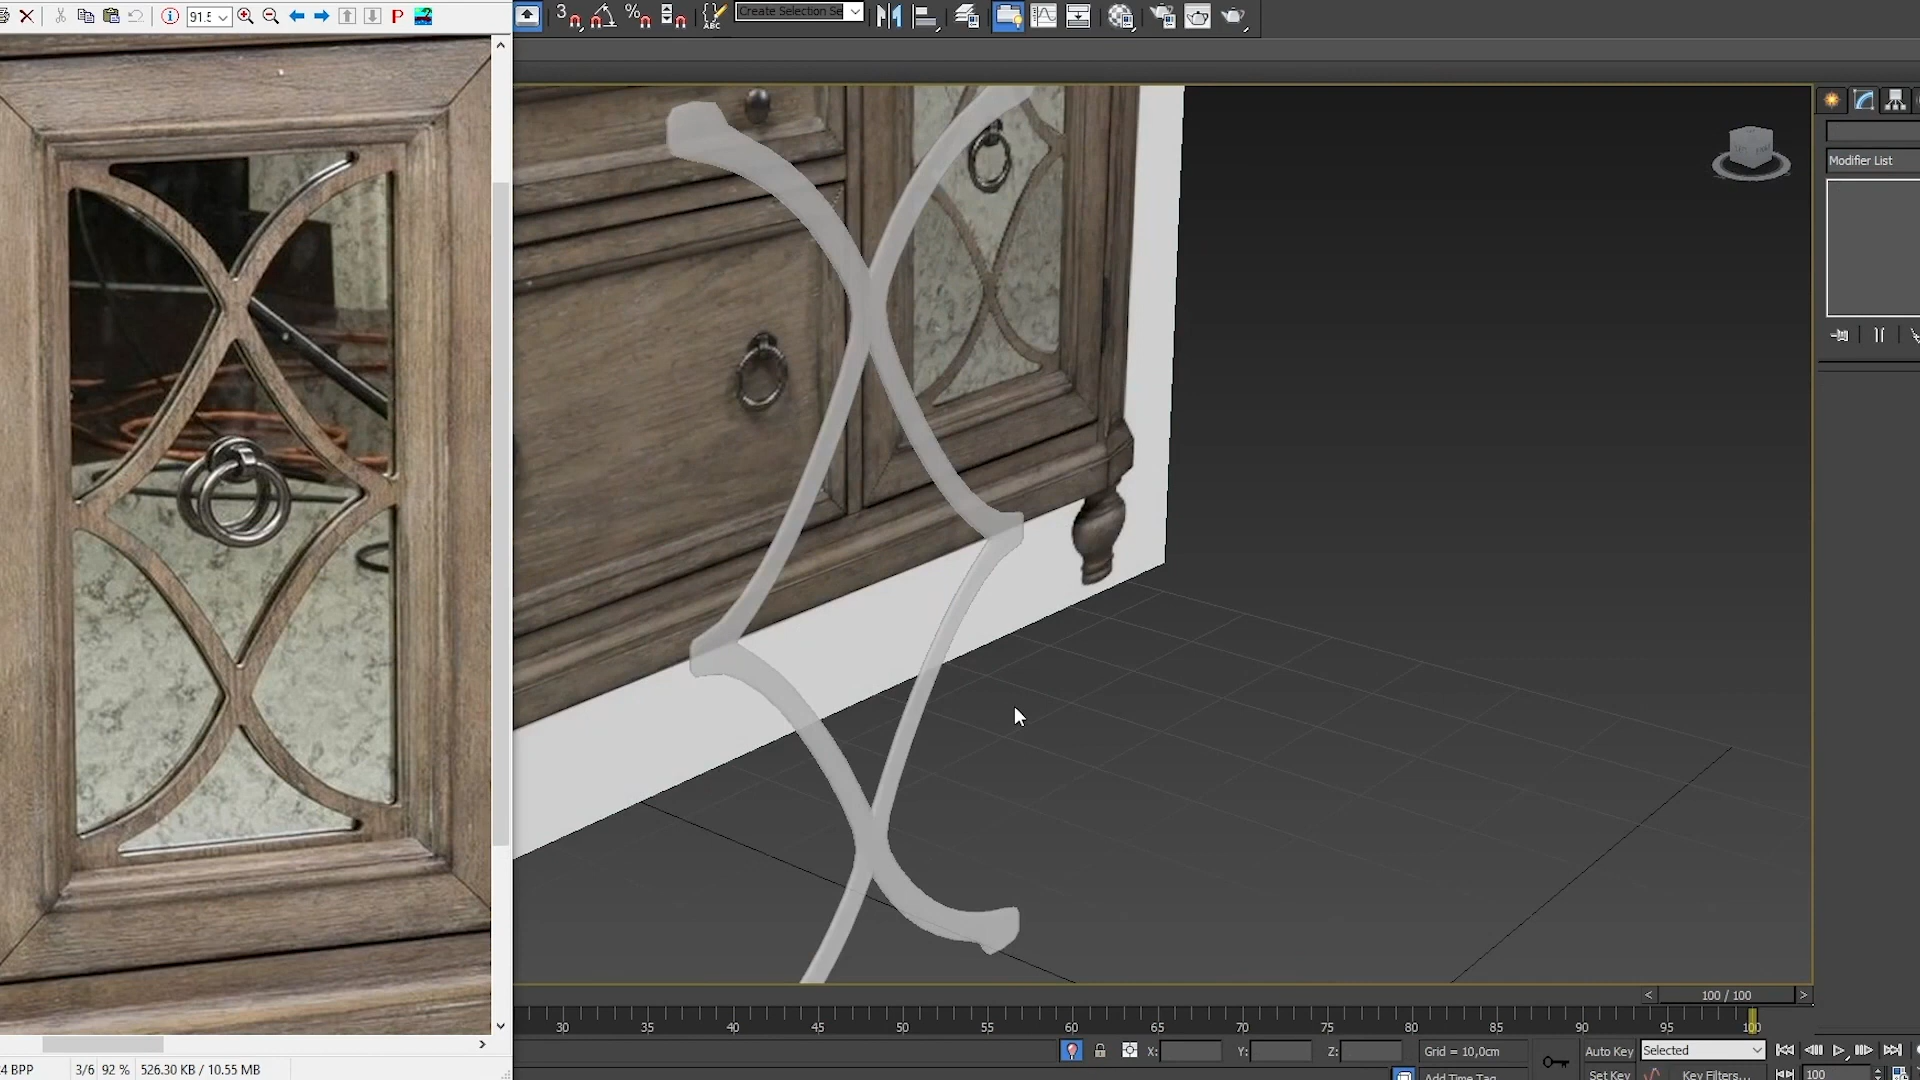 91.5
3
%
ABC
Create Selection Se
P
Modifier List
100 / 100
30 35 40 45 50 55 60 65 70 75 80 85 90 95 100
X:
Y:
Z:
Grid = 10,0cm
Auto Key
Selected
4 BPP
3/6
92 %
526.30 KB / 10.55 MB
Add Time Tag
Set Key
Key Filters...
100